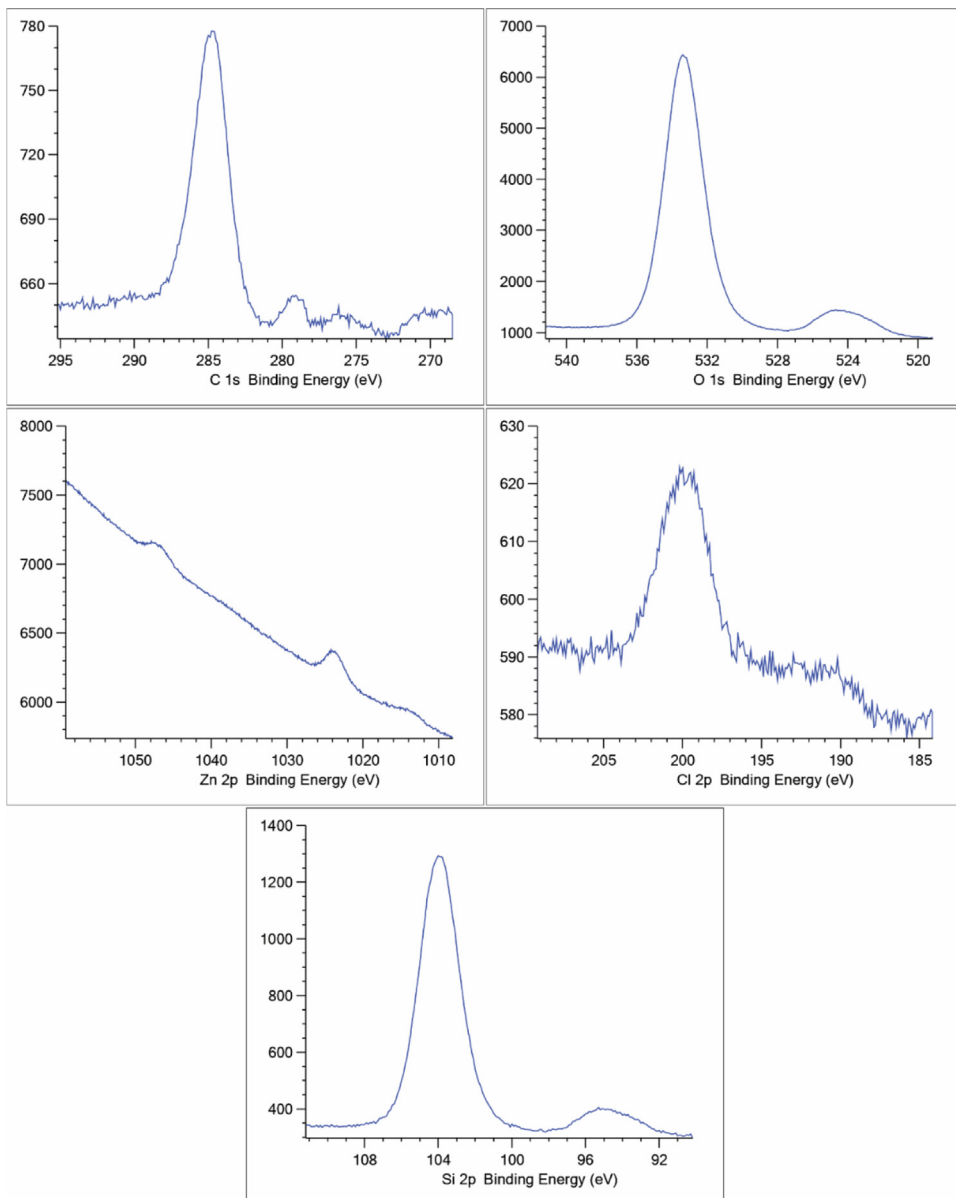 780
750
720
690
660
295 290 285 280 275 270
C 1s Binding Energy (eV)
7000
6000
5000
4000
3000
2000
1000
540 536 532 528 524 520
O 1s Binding Energy (eV)
8000
7500
7000
6500
6000
1050 1040 1030 1020 1010
Zn 2p Binding Energy (eV)
630
620
610
600
590
580
205 200 195 190 185
Cl 2p Binding Energy (eV)
1400
1200
1000
800
600
400
108 104 100 96 92
Si 2p Binding Energy (eV)